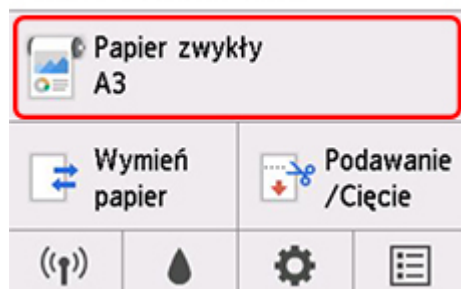 Papier zwykły
A3
Wymień
papier
Podawanie
/Cięcie